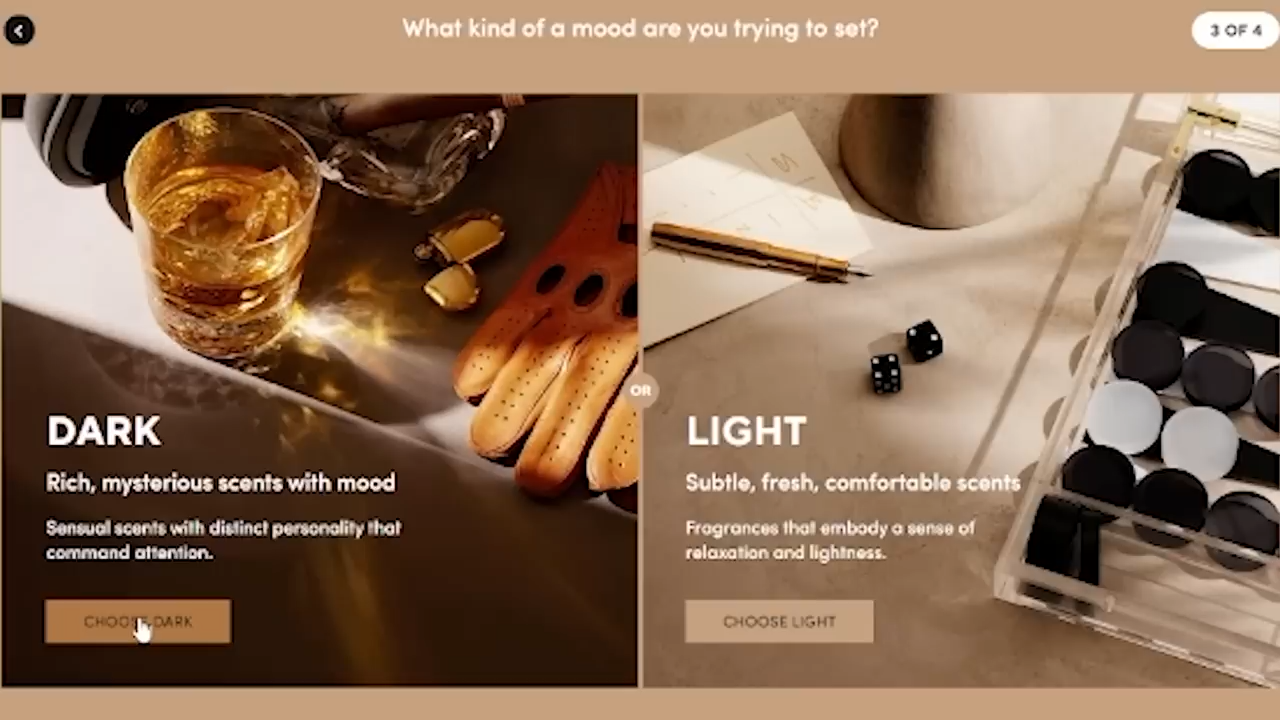 What kind of a mood are you trying to set?
3 OF 4
DARK
Rich, mysterious scents with mood
Sensual scents with distinct personality that
command attention.
CHOOSE DARK
OR
LIGHT
Subtle, fresh, comfortable scents
Fragrances that embody a sense of
relaxation and lightness.
CHOOSE LIGHT